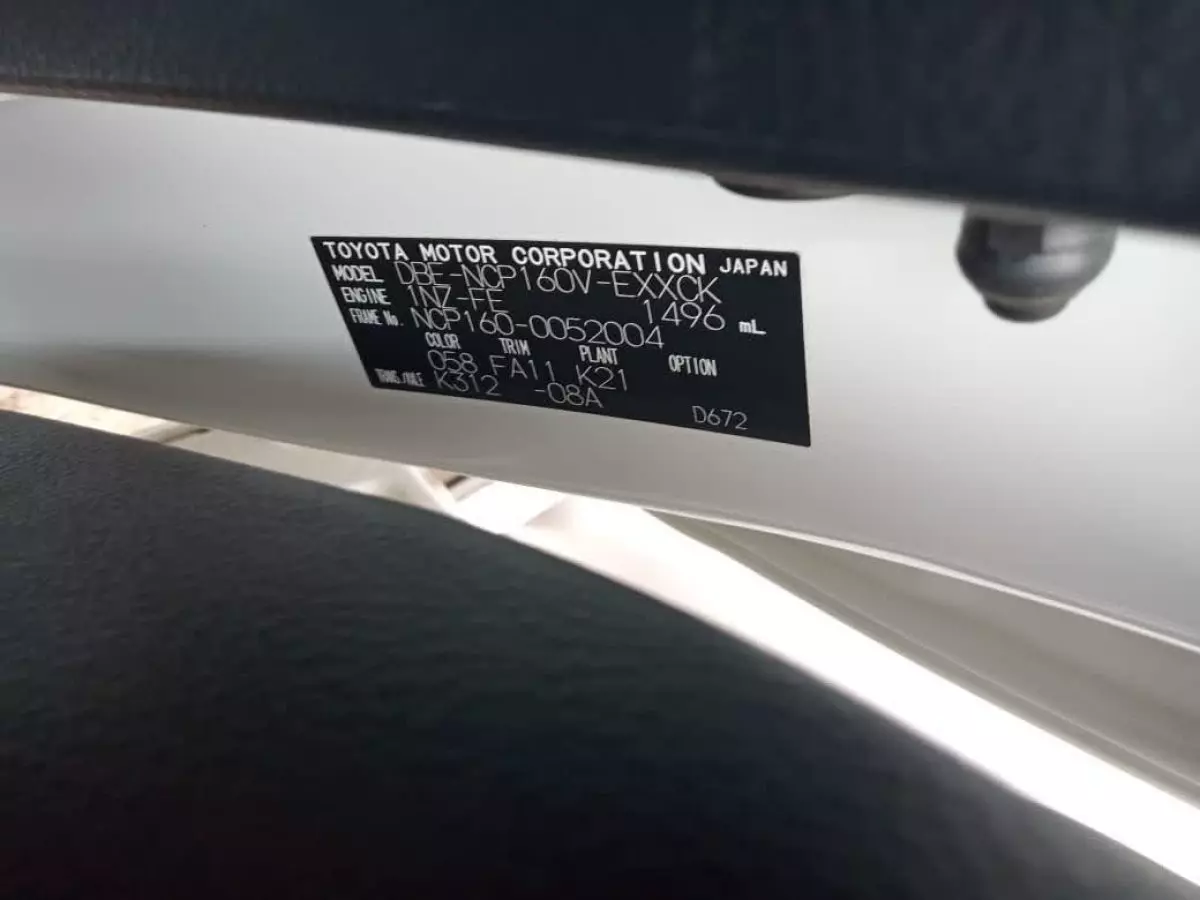 TOYOTA MOTOR CORPORATION JAPAN
MODEL DBE-NCP160V-EXXCK
ENGINE 1NZ-FE 1496 mL
FRAME No. NCP160-0052004
COLOR TRIM PLANT OPTION
058 FA11 K21
TRANS./AXLE K312 -08A
D672